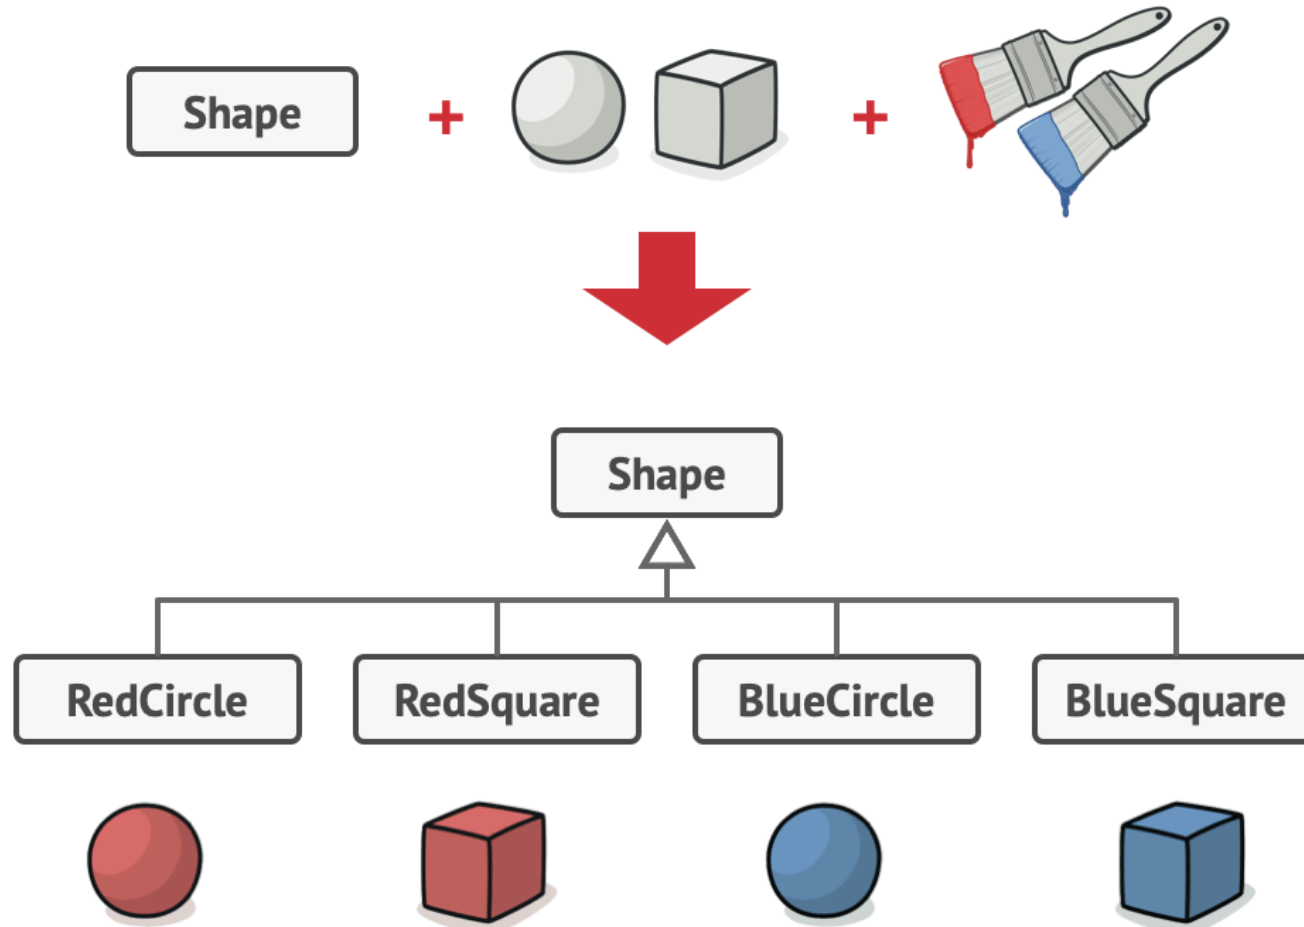 Shape
+
+
Shape
RedCircle
RedSquare
BlueCircle
BlueSquare